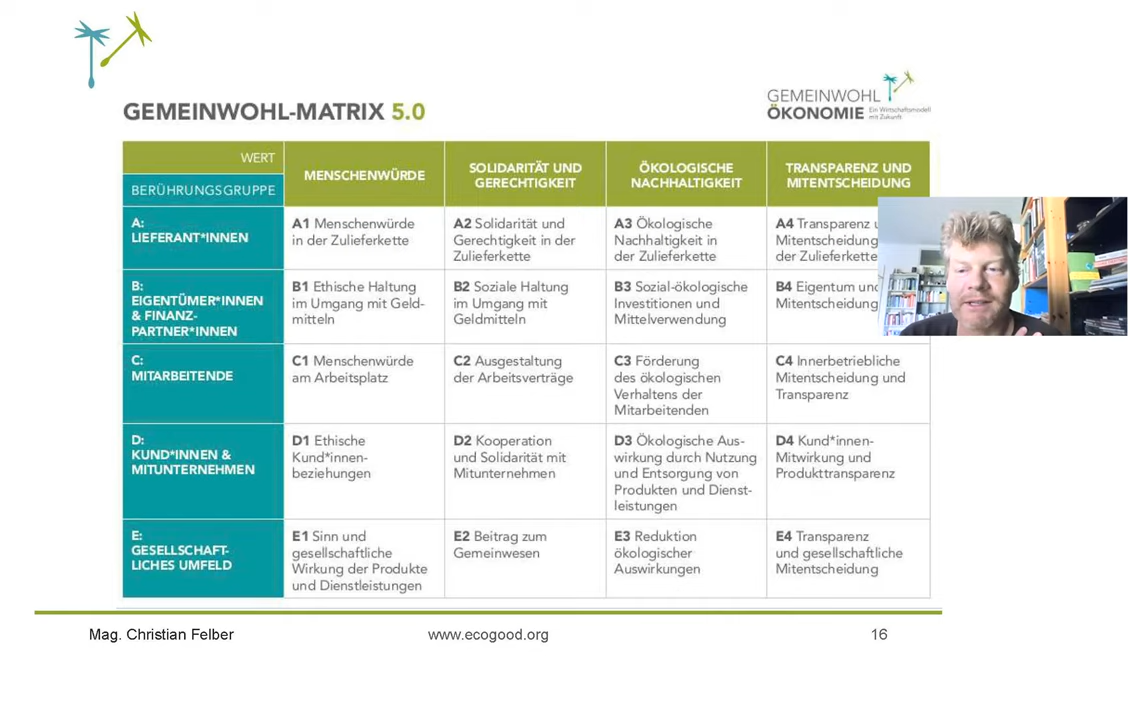 GEMEINWOHL-MATRIX 5.0
GEMEINWOHL
ÖKONOMIE Ein Wirtschaftsmodell
mit Zukunft
WERT
BERÜHRUNGSGRUPPE
MENSCHENWÜRDE
SOLIDARITÄT UND
GERECHTIGKEIT
ÖKOLOGISCHE
NACHHALTIGKEIT
TRANSPARENZ UND
MITENTSCHEIDUNG
A:
LIEFERANT*INNEN
A1 Menschenwürde
in der Zulieferkette
A2 Solidarität und
Gerechtigkeit in der
Zulieferkette
A3 Ökologische
Nachhaltigkeit in
der Zulieferkette
A4 Transparenz
Mitentscheidung
der Zulieferkette
B:
EIGENTÜMER*INNEN
& FINANZ-
PARTNER*INNEN
B1 Ethische Haltung
im Umgang mit Geld-
mitteln
B2 Soziale Haltung
im Umgang mit
Geldmitteln
B3 Sozial-ökologische
Investitionen und
Mittelverwendung
B4 Eigentum und
Mitentscheidung
C:
MITARBEITENDE
C1 Menschenwürde
am Arbeitsplatz
C2 Ausgestaltung
der Arbeitsverträge
C3 Förderung
des ökologischen
Verhaltens der
Mitarbeitenden
C4 Innerbetriebliche
Mitentscheidung und
Transparenz
D:
KUND*INNEN &
MITUNTERNEHMEN
D1 Ethische
Kund*innen-
beziehungen
D2 Kooperation
und Solidarität mit
Mitunternehmen
D3 Ökologische Aus-
wirkung durch Nutzung
und Entsorgung von
Produkten und Dienst-
leistungen
D4 Kund*innen-
Mitwirkung und
Produkttransparenz
E:
GESELLSCHAFT-
LICHES UMFELD
E1 Sinn und
gesellschaftliche
Wirkung der Produkte
und Dienstleistungen
E2 Beitrag zum
Gemeinwesen
E3 Reduktion
ökologischer
Auswirkungen
E4 Transparenz
und gesellschaftliche
Mitentscheidung
Mag. Christian Felber
www.ecogood.org
16